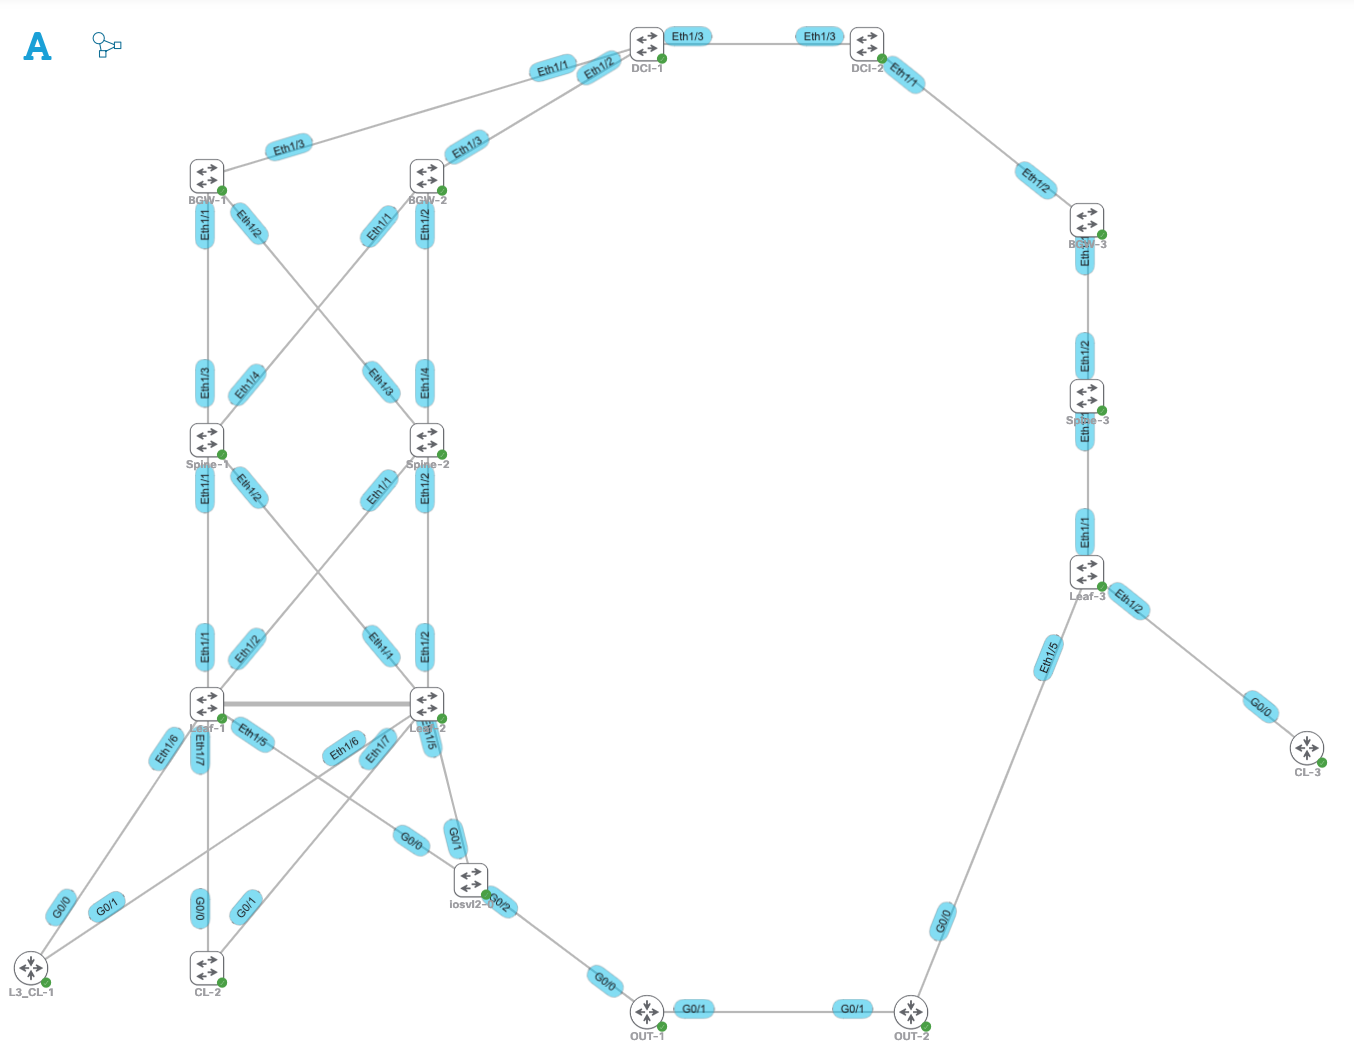 A
Eth1/3
Eth1/3
DCI-1
DCI-2
Eth1/1
Eth1/2
Eth1/1
Eth1/3
Eth1/3
Eth1/2
BGW-1
BGW-2
Eth1/1
Eth1/2
Eth1/1
Eth1/2
BGW-3
Eth1/3
Eth1/4
Eth1/3
Eth1/4
Eth1/2
Spine-3
Spine-1
Spine-2
Eth1/1
Eth1/2
Eth1/1
Eth1/2
Eth1/1
Leaf-3
Eth1/2
Eth1/1
Eth1/2
Eth1/1
Eth1/2
Eth1/5
Leaf-1
Leaf-2
G0/0
Eth1/6
Eth1/7
Eth1/5
Eth1/6
Eth1/7
Eth1/5
CL-3
G0/0
G0/1
iosvl2-
G0/2
G0/0
G0/1
G0/0
G0/1
G0/0
L3_CL-1
CL-2
G0/0
G0/1
G0/1
OUT-1
OUT-2